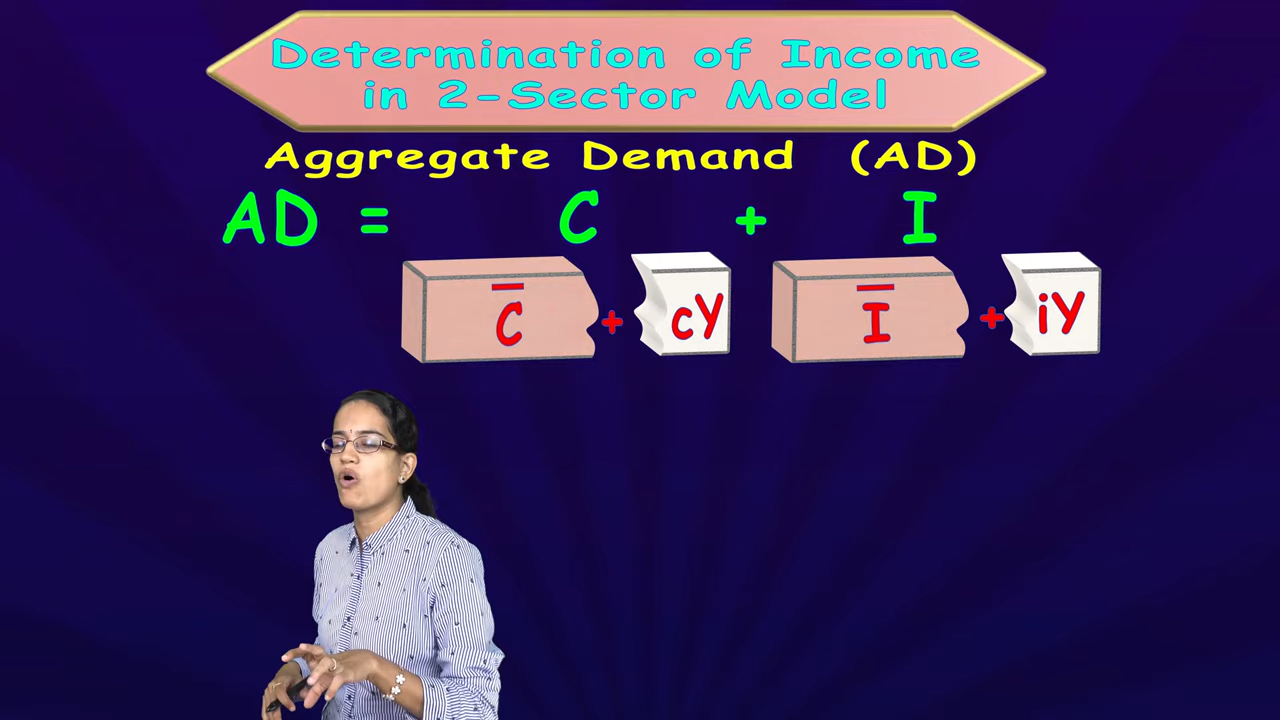 Determination of Income
in 2-Sector Model
Aggregate Demand (AD)
AD = C + I
C̅ + cY I̅ + iY